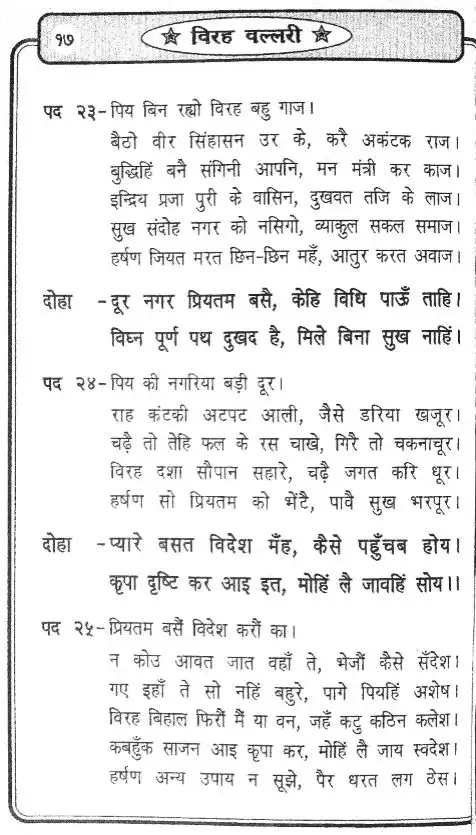 १७
★ विरह वल्लरी ★
पद २३–पिय बिन रह्यो विरह बहु गाज।
बैटो वीर सिंहासन उर के, करै अकंटक राज।
बुद्धिहिं बनै संगिनी आपनि, मन मंत्री कर काज।
इन्द्रिय प्रजा पुरी के वासिन, दुखवत तजि के लाज।
सुख संदोह नगर को नसिगो, व्याकुल सकल समाज।
हर्षण जियत मरत छिन-छिन महँ, आतुर करत अवाज।
दोहा –दूर नगर प्रियतम बसै, केहि विधि पाऊँ ताहि।
विघ्न पूर्ण पथ दुखद है, मिले बिना सुख नाहिं।
पद २४–पिय की नगरिया बड़ी दूर।
राह कंटकी अटपट आली, जैसे डरिया खजूर।
चढ़ै तो तेहि फल के रस चाखे, गिरै तो चकनाचूर।
विरह दशा सौपान सहारे, चढ़ै जगत करि धूर।
हर्षण सो प्रियतम को भेंटै, पावै सुख भरपूर।
दोहा –प्यारे बसत विदेश मँह, कैसे पहुँचब होय।
कृपा दृष्टि कर आइ इत, मोहिं लै जावहिं सोय।।
पद २५–प्रियतम बसैं विदेश करौं का।
न कोउ आवत जात वहाँ ते, भेजौं कैसे सँदेश।
गए इहाँ ते सो नहिं बहुरे, पागे पियहिं अशेष।
विरह बिहाल फिरौं मैं या वन, जहँ कटु कठिन कलेश।
कबहुँक साजन आइ कृपा कर, मोहिं लै जाय स्वदेश।
हर्षण अन्य उपाय न सूझे, पैर धरत लग ठेस।